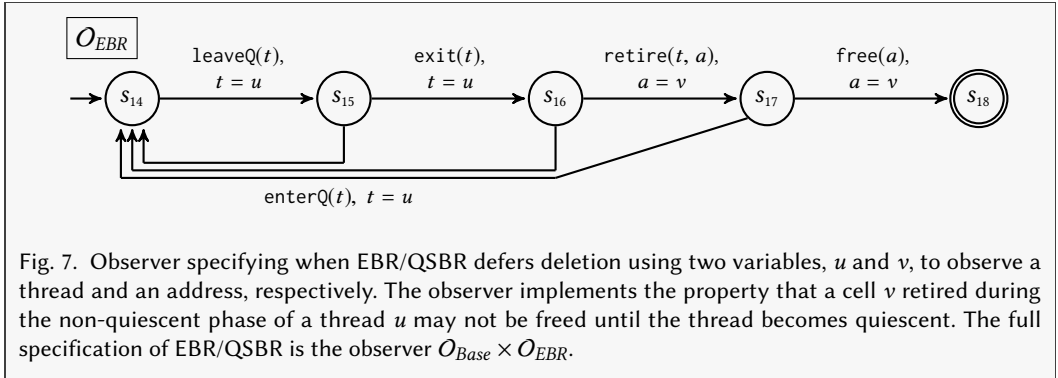 O_EBR
leaveQ(t), exit(t), retire(t, a), free(a),
t = u t = u a = v a = v
s₁₄ s₁₅ s₁₆ s₁₇ s₁₈
enterQ(t), t = u
Fig. 7. Observer specifying when EBR/QSBR defers deletion using two variables, u and v, to observe a
thread and an address, respectively. The observer implements the property that a cell v retired during
the non-quiescent phase of a thread u may not be freed until the thread becomes quiescent. The full
specification of EBR/QSBR is the observer O_Base × O_EBR.